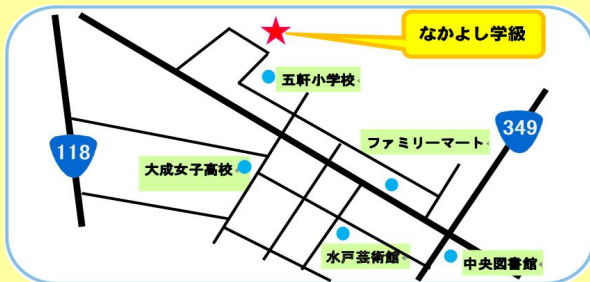 なかよし学級
五軒小学校
ファミリーマート
349
118
大成女子高校
水戸芸術館
中央図書館